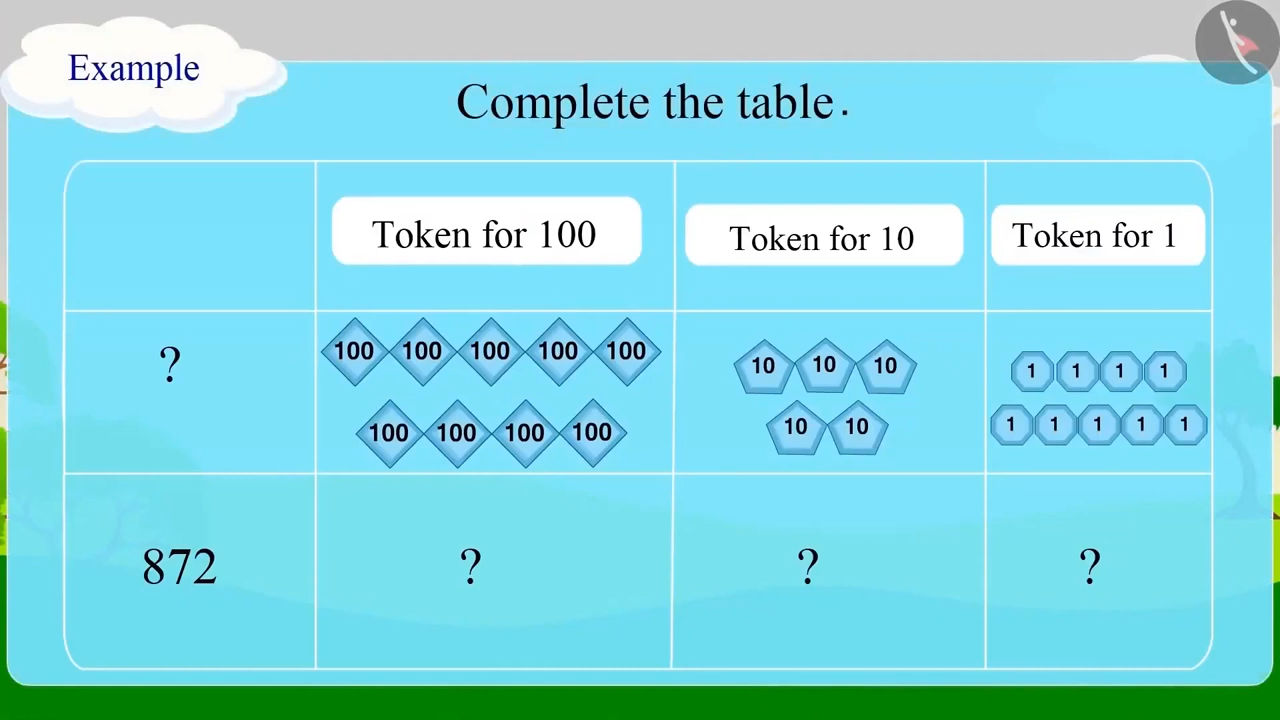 Example
Complete the table.
Token for 100
Token for 10
Token for 1
?
100 100 100 100 100
100 100 100 100
10 10 10
10 10
1 1 1 1
1 1 1 1 1
872
?
?
?